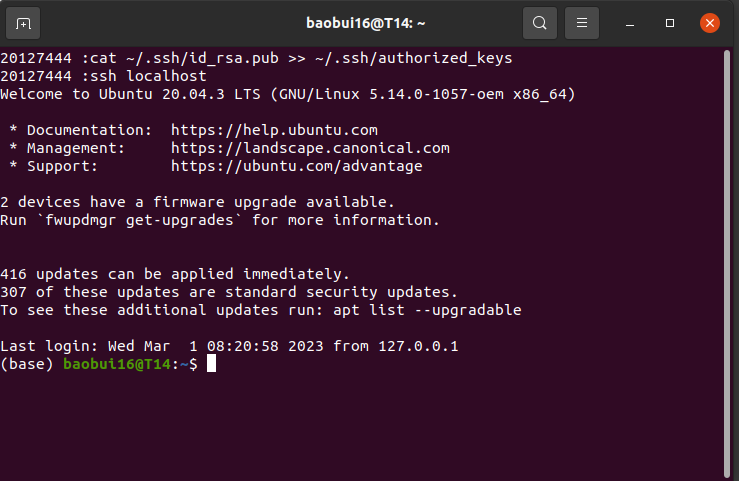 baobui16@T14: ~
20127444 :cat ~/.ssh/id_rsa.pub >> ~/.ssh/authorized_keys
20127444 :ssh localhost
Welcome to Ubuntu 20.04.3 LTS (GNU/Linux 5.14.0-1057-oem x86_64)
 * Documentation:  https://help.ubuntu.com
 * Management:     https://landscape.canonical.com
 * Support:        https://ubuntu.com/advantage
2 devices have a firmware upgrade available.
Run `fwupdmgr get-upgrades` for more information.
416 updates can be applied immediately.
307 of these updates are standard security updates.
To see these additional updates run: apt list --upgradable
Last login: Wed Mar  1 08:20:58 2023 from 127.0.0.1
(base) baobui16@T14:~$